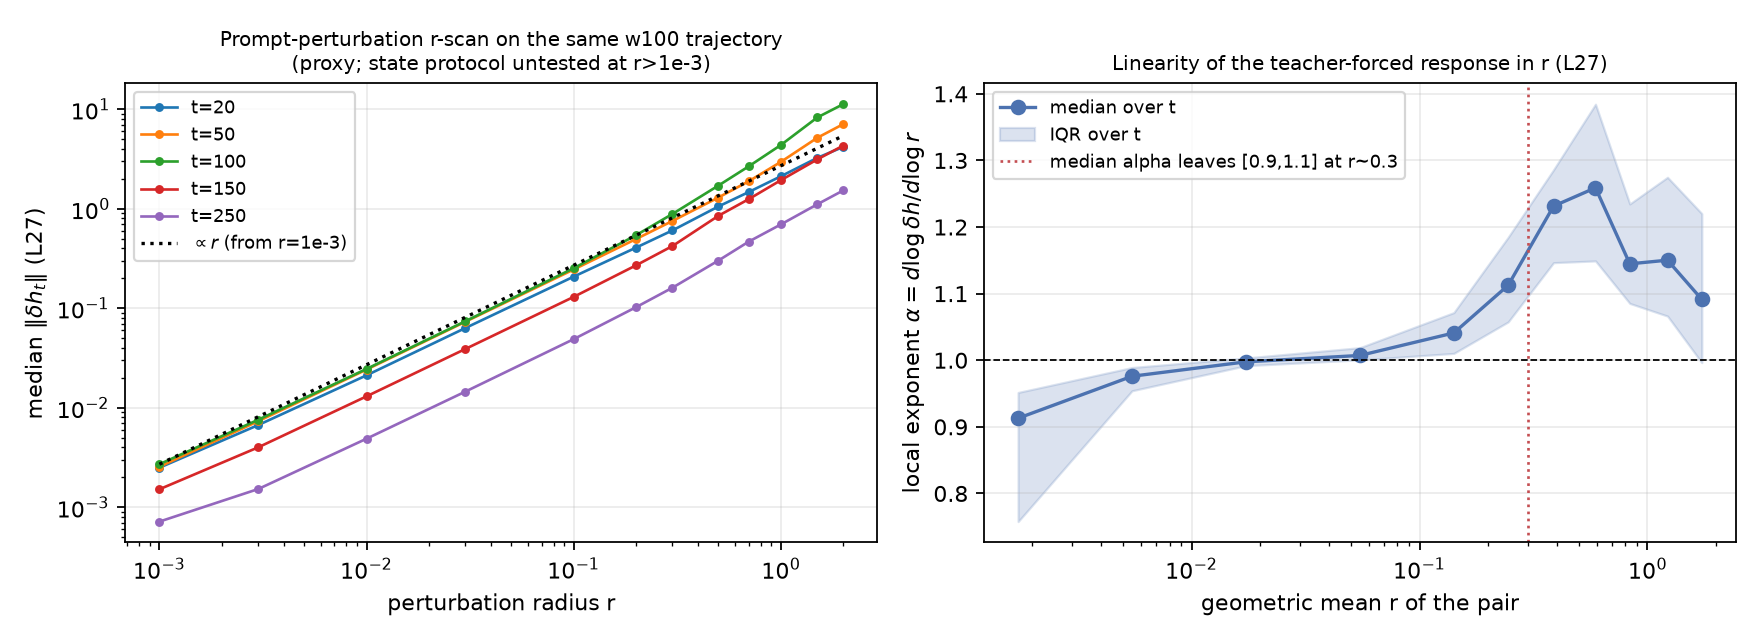 Prompt-perturbation r-scan on the same w100 trajectory
(proxy; state protocol untested at r>1e-3)
median ‖δh_t‖ (L27)
10^1
10^0
10^-1
10^-2
10^-3
t=20
t=50
t=100
t=150
t=250
∝ r (from r=1e-3)
10^-3
10^-2
10^-1
10^0
perturbation radius r
Linearity of the teacher-forced response in r (L27)
local exponent α = dlogδh/dlogr
1.4
1.3
1.2
1.1
1.0
0.9
0.8
median over t
IQR over t
median alpha leaves [0.9,1.1] at r~0.3
10^-2
10^-1
10^0
geometric mean r of the pair